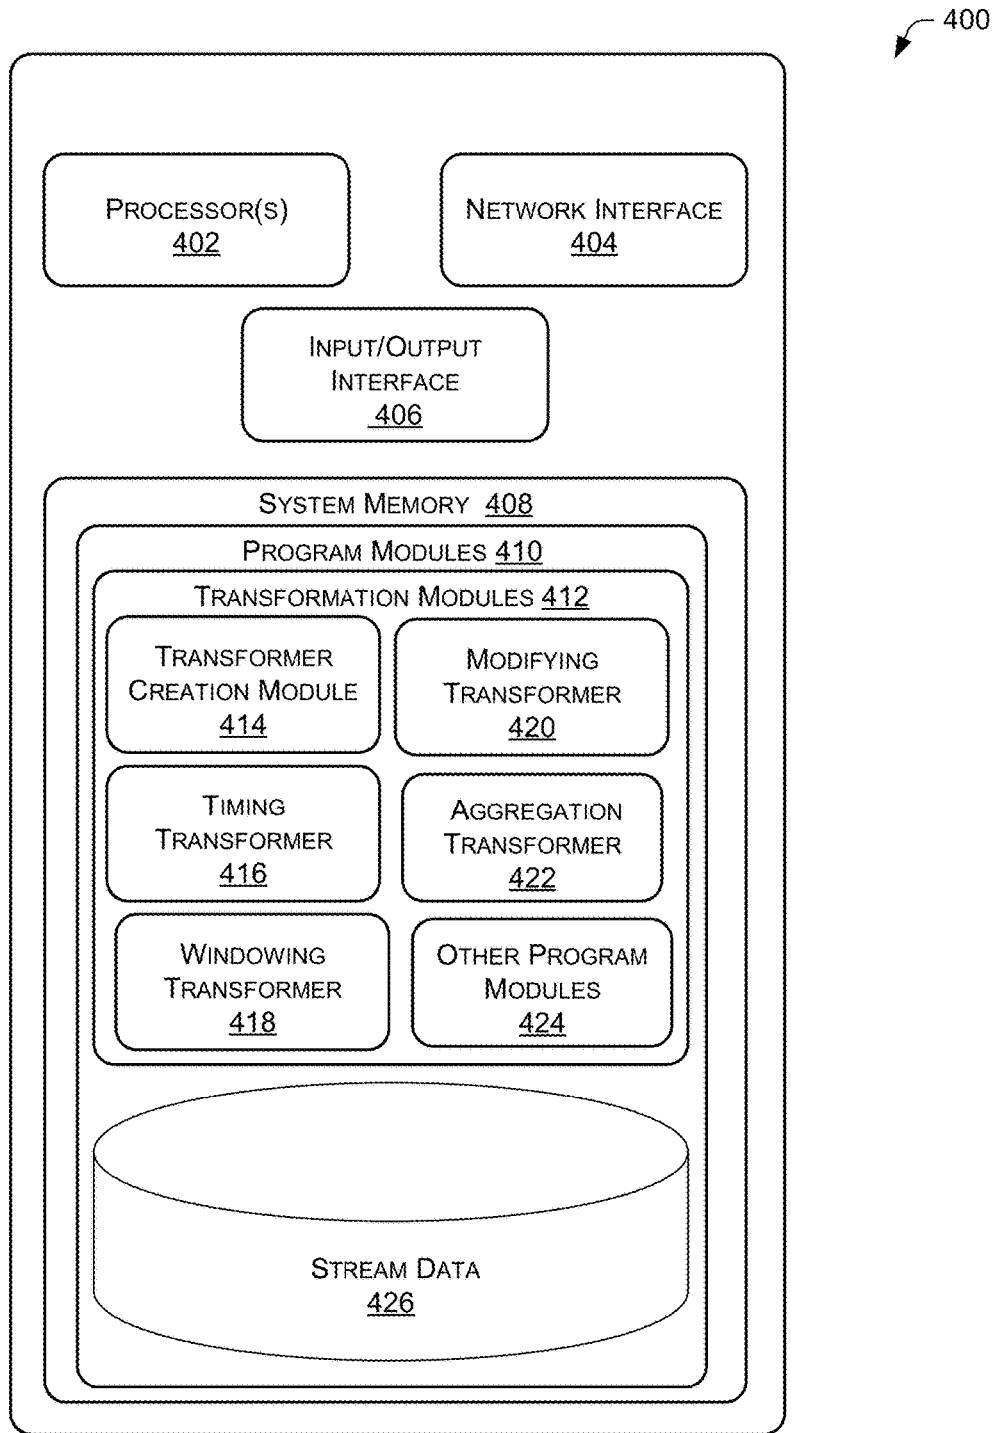 400
PROCESSOR(S)
402
NETWORK INTERFACE
404
INPUT/OUTPUT
INTERFACE
406
SYSTEM MEMORY 408
PROGRAM MODULES 410
TRANSFORMATION MODULES 412
TRANSFORMER
CREATION MODULE
414
MODIFYING
TRANSFORMER
420
TIMING
TRANSFORMER
416
AGGREGATION
TRANSFORMER
422
WINDOWING
TRANSFORMER
418
OTHER PROGRAM
MODULES
424
STREAM DATA
426